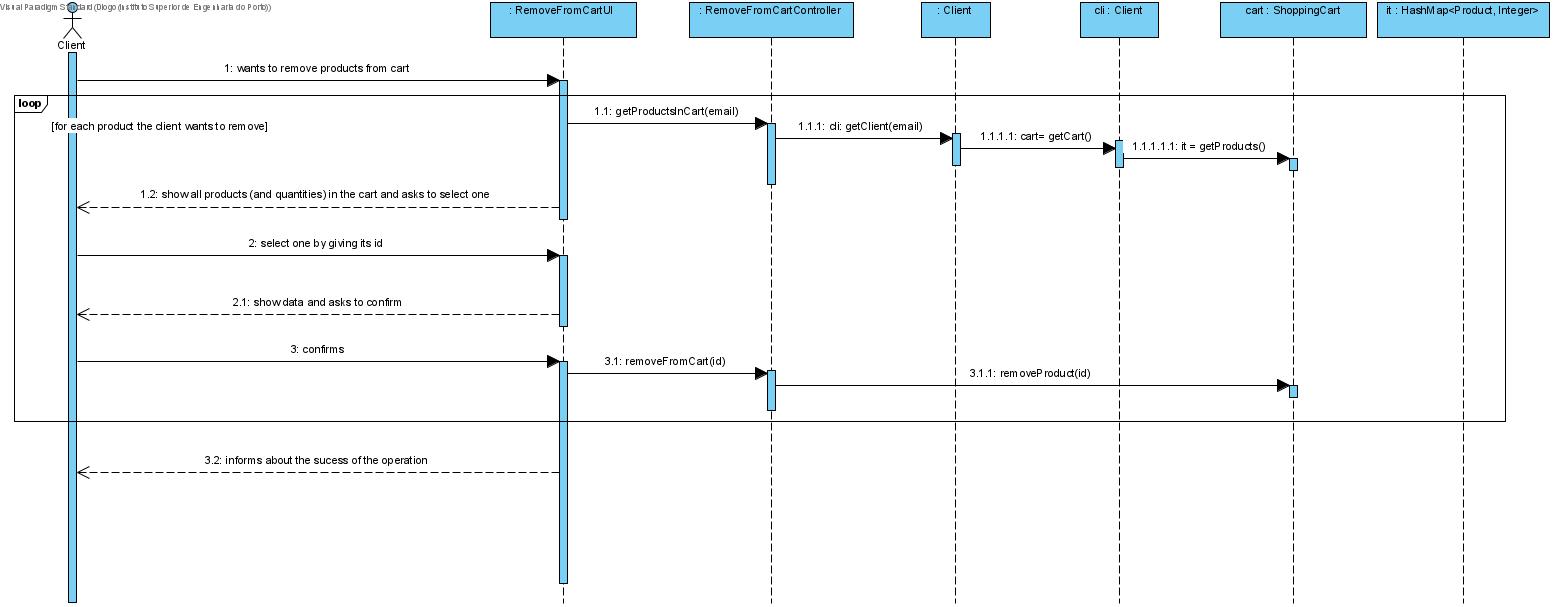 Visual Paradigm Standard (Diogo (Instituto Superior de Engenharia do Porto))
: RemoveFromCartUI
: RemoveFromCartController
: Client
cli : Client
cart : ShoppingCart
it : HashMap<Product, Integer>
Client
1: wants to remove products from cart
loop
[for each product the client wants to remove]
1.1: getProductsInCart(email)
1.1.1: cli: getClient(email)
1.1.1.1: cart= getCart()
1.1.1.1.1: it = getProducts()
1.2: show all products (and quantities) in the cart and asks to select one
2: select one by giving its id
2.1: show data and asks to confirm
3: confirms
3.1: removeFromCart(id)
3.1.1: removeProduct(id)
3.2: informs about the sucess of the operation